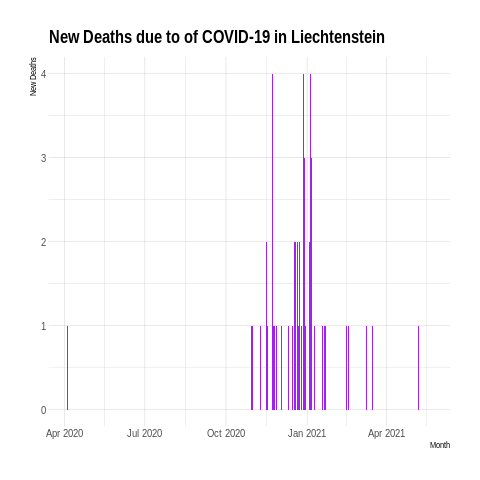 New Deaths due to of COVID-19 in Liechtenstein
New Deaths
4
3
2
1
0
Apr 2020 Jul 2020 Oct 2020 Jan 2021 Apr 2021
Month